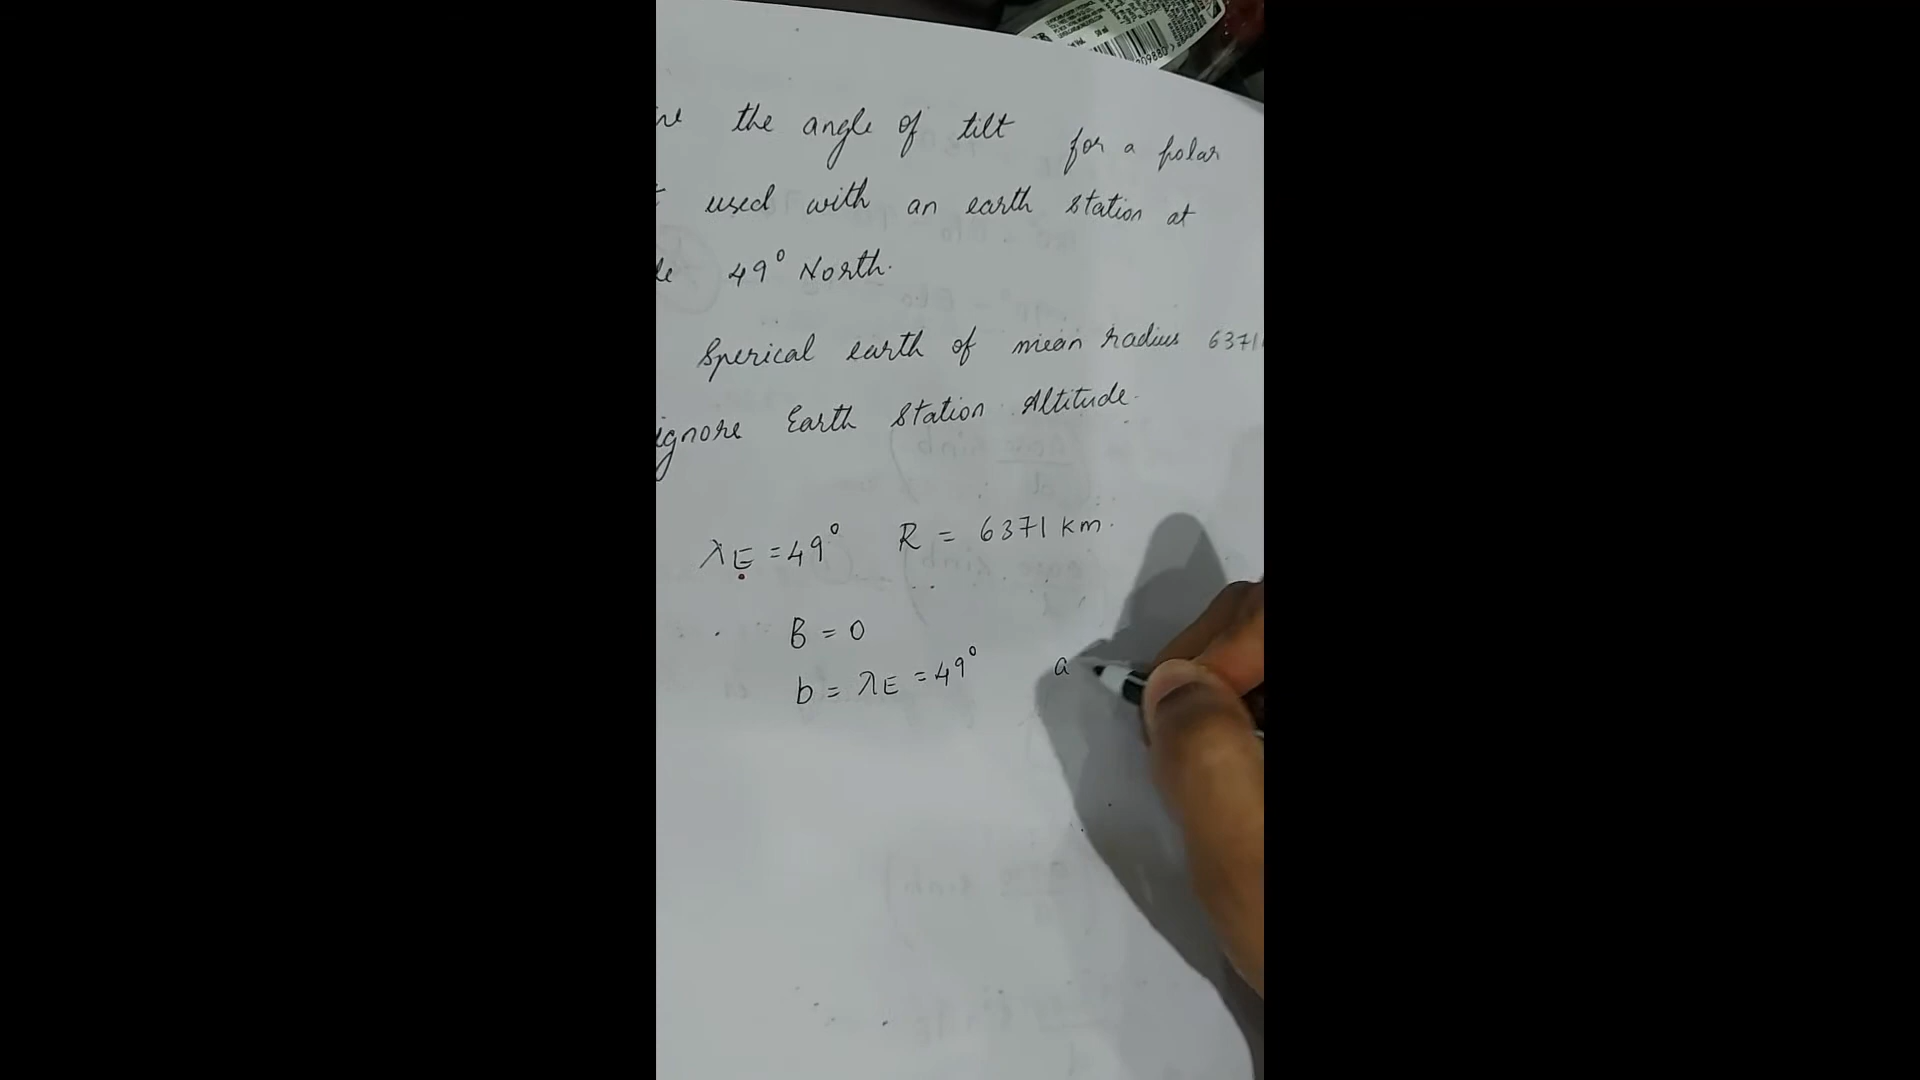 the angle of tilt for a polar
used with an earth station at
49° North.
Sperical earth of mean radius 6371
ignore Earth Station Altitude.
λE = 49° R = 6371 km.
B = 0
b = λE = 49° a